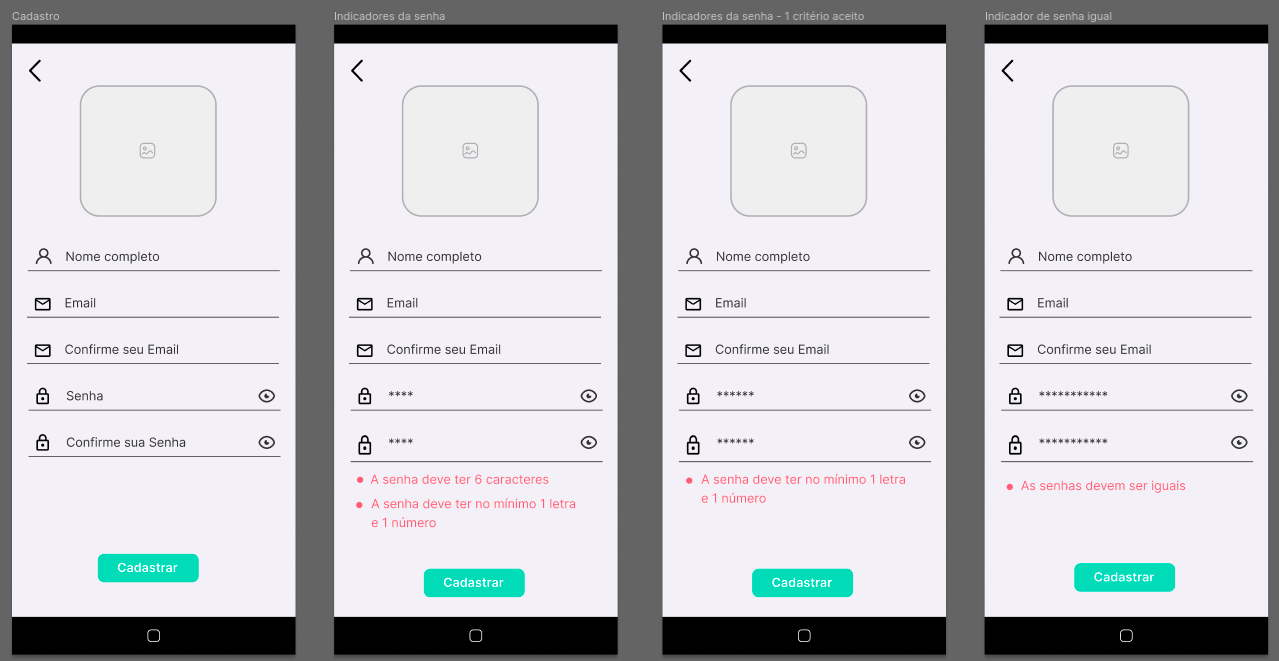 Cadastro
Nome completo
Email
Confirme seu Email
Senha
Confirme sua Senha
Cadastrar
Indicadores da senha
Nome completo
Email
Confirme seu Email
****
****
A senha deve ter 6 caracteres
A senha deve ter no mínimo 1 letra
e 1 número
Cadastrar
Indicadores da senha - 1 critério aceito
Nome completo
Email
Confirme seu Email
******
******
A senha deve ter no mínimo 1 letra
e 1 número
Cadastrar
Indicador de senha igual
Nome completo
Email
Confirme seu Email
***********
***********
As senhas devem ser iguais
Cadastrar